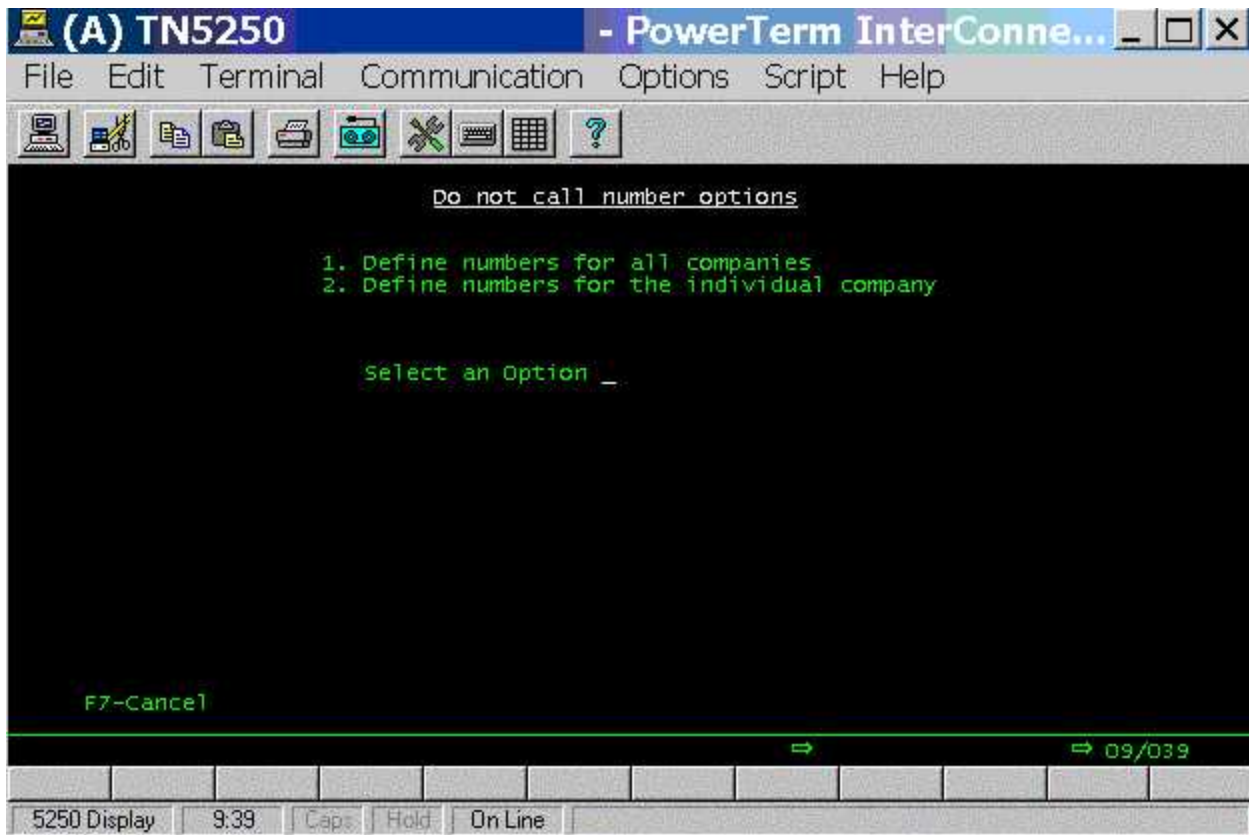 (A) TN5250 - PowerTerm InterConne...
File Edit Terminal Communication Options Script Help
Do not call number options
1. Define numbers for all companies
2. Define numbers for the individual company
Select an Option _
F7-Cancel
⇨ ⇨ 09/039
5250 Display 9:39 Caps Hold On Line